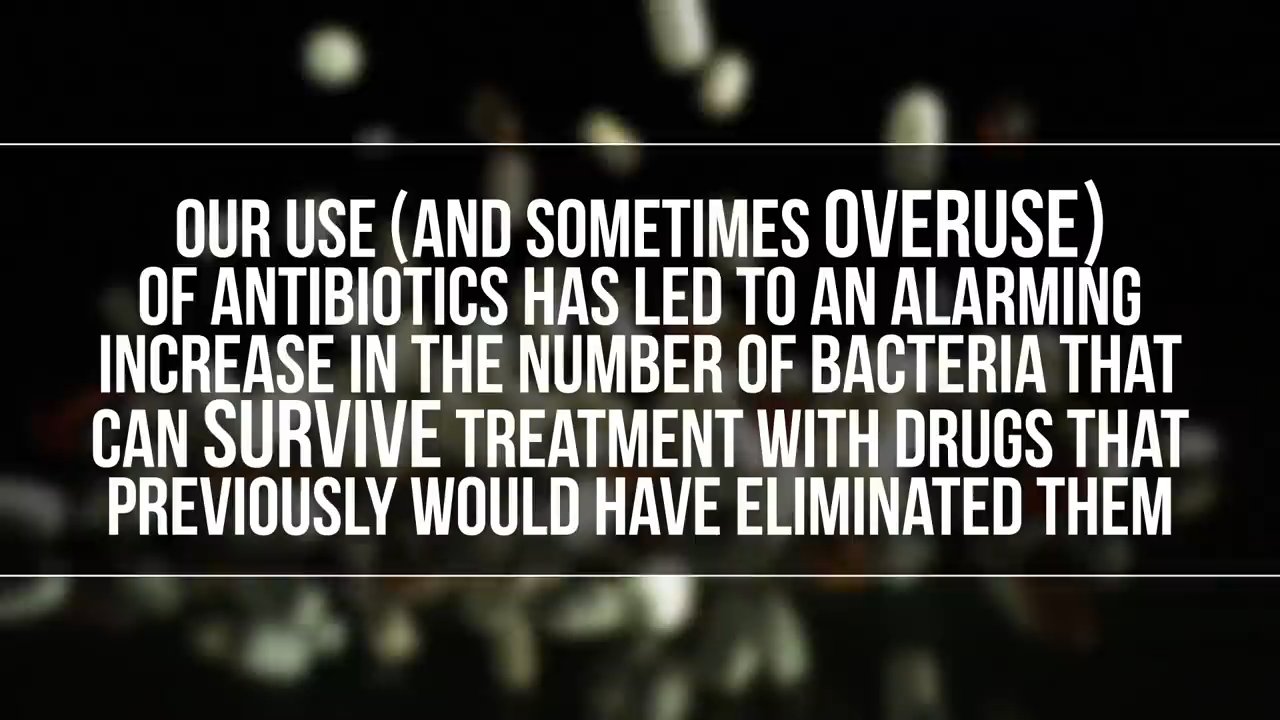 OUR USE (AND SOMETIMES OVERUSE)
OF ANTIBIOTICS HAS LED TO AN ALARMING
INCREASE IN THE NUMBER OF BACTERIA THAT
CAN SURVIVE TREATMENT WITH DRUGS THAT
PREVIOUSLY WOULD HAVE ELIMINATED THEM